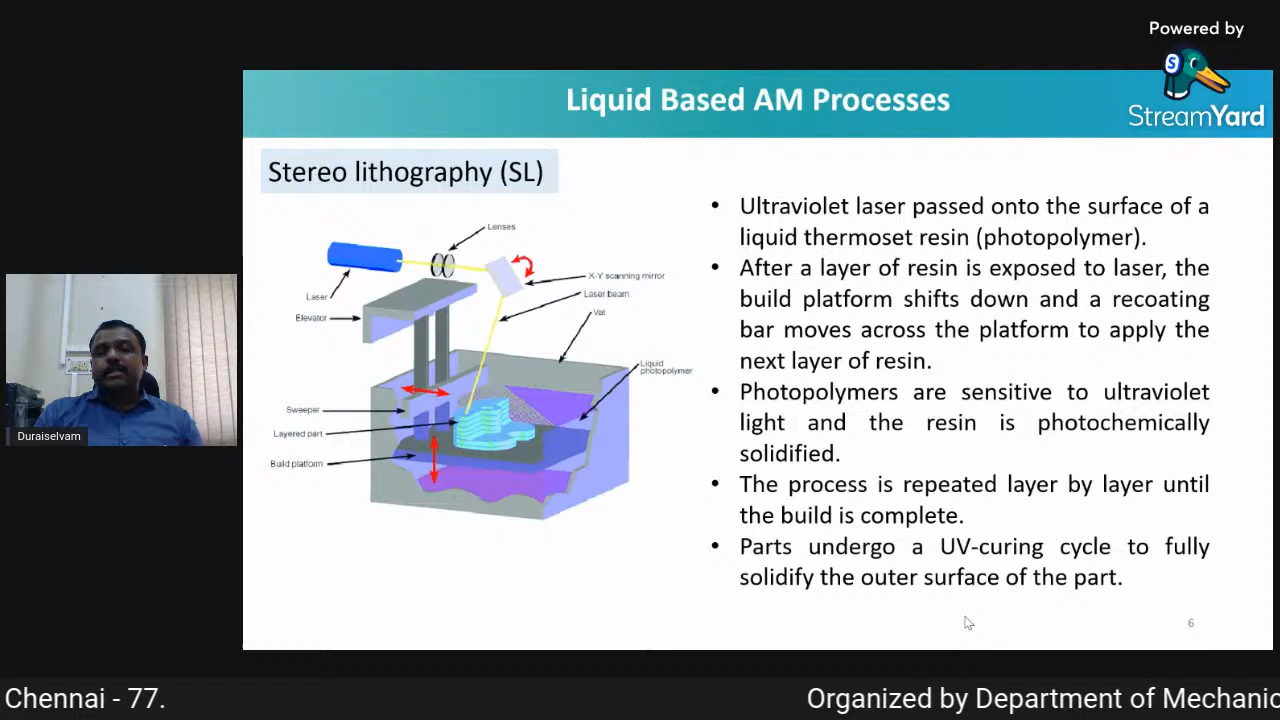 Powered by
StreamYard
Liquid Based AM Processes
Stereo lithography (SL)
Lenses
X-Y scanning mirror
Laser beam
Laser
Elevator
Vat
Liquid
photopolymer
Sweeper
Layered part
Build platform
• Ultraviolet laser passed onto the surface of a
liquid thermoset resin (photopolymer).
• After a layer of resin is exposed to laser, the
build platform shifts down and a recoating
bar moves across the platform to apply the
next layer of resin.
• Photopolymers are sensitive to ultraviolet
light and the resin is photochemically
solidified.
• The process is repeated layer by layer until
the build is complete.
• Parts undergo a UV-curing cycle to fully
solidify the outer surface of the part.
6
Duraiselvam
Chennai - 77.
Organized by Department of Mechanic